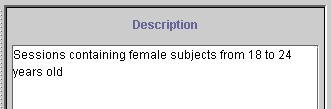 Description
Sessions containing female subjects from 18 to 24
years old